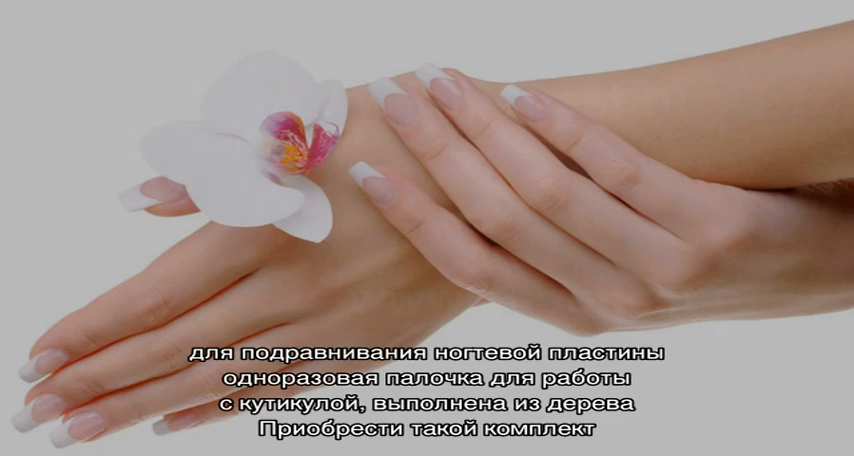 для подравнивания ногтевой пластины
одноразовая палочка для работы
с кутикулой, выполнена из дерева
Приобрести такой комплект